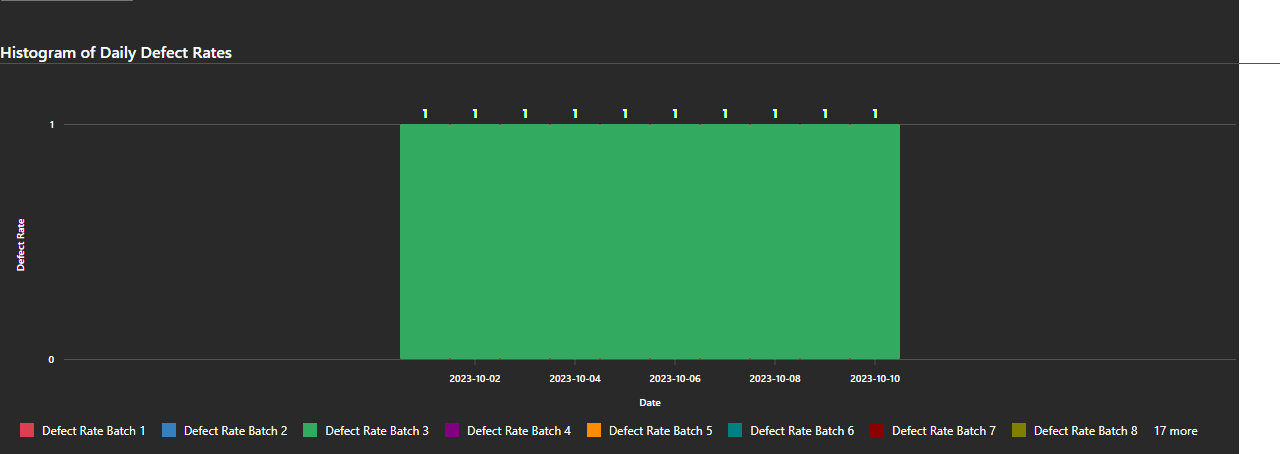 Histogram of Daily Defect Rates
1 1 1 1 1 1 1 1 1 1
1
Defect Rate
0
2023-10-02 2023-10-04 2023-10-06 2023-10-08 2023-10-10
Date
Defect Rate Batch 1 Defect Rate Batch 2 Defect Rate Batch 3 Defect Rate Batch 4 Defect Rate Batch 5 Defect Rate Batch 6 Defect Rate Batch 7 Defect Rate Batch 8 17 more